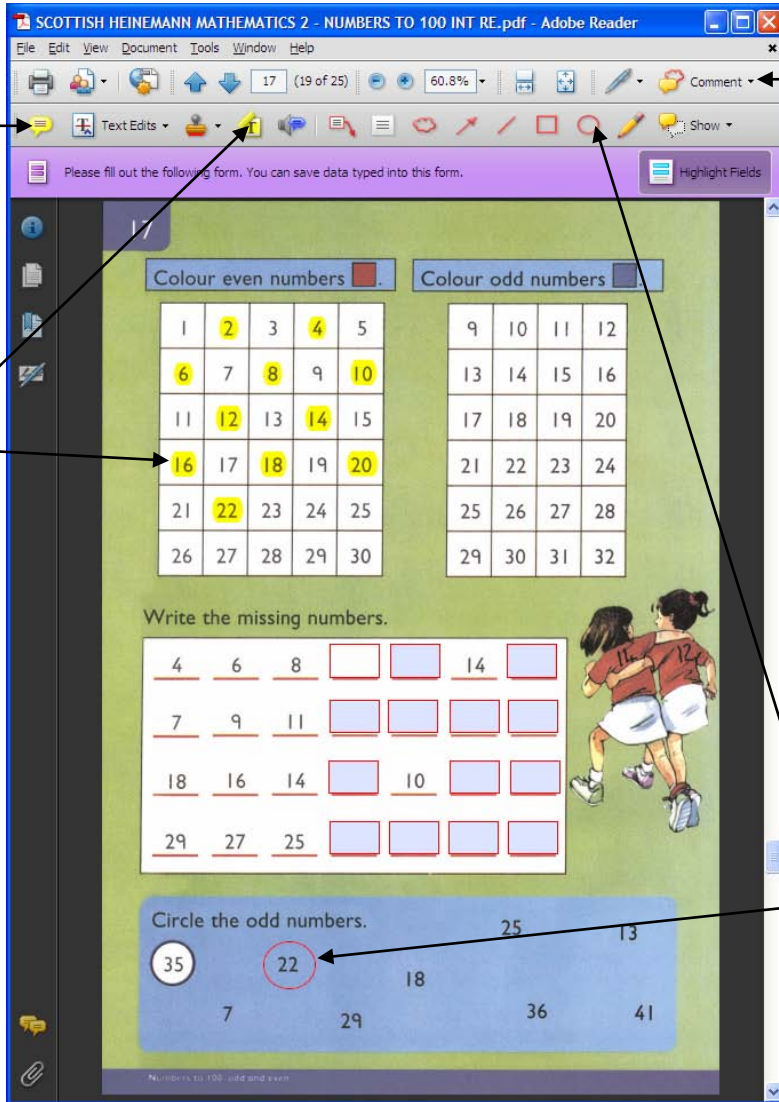 SCOTTISH HEINEMANN MATHEMATICS 2 - NUMBERS TO 100 INT RE.pdf - Adobe Reader
File Edit View Document Tools Window Help
17 (19 of 25) 60.8% Comment
Text Edits T Show
Please fill out the following form. You can save data typed into this form. Highlight Fields
17
Colour even numbers . Colour odd numbers .
1 2 3 4 5 9 10 11 12
6 7 8 9 10 13 14 15 16
11 12 13 14 15 17 18 19 20
16 17 18 19 20 21 22 23 24
21 22 23 24 25 25 26 27 28
26 27 28 29 30 29 30 31 32
Write the missing numbers.
4 6 8 14
7 9 11
18 16 14 10
29 27 25
14 12
Circle the odd numbers. 25 13
35 22 18
7 29 36 41
Numbers to 100: odd and even